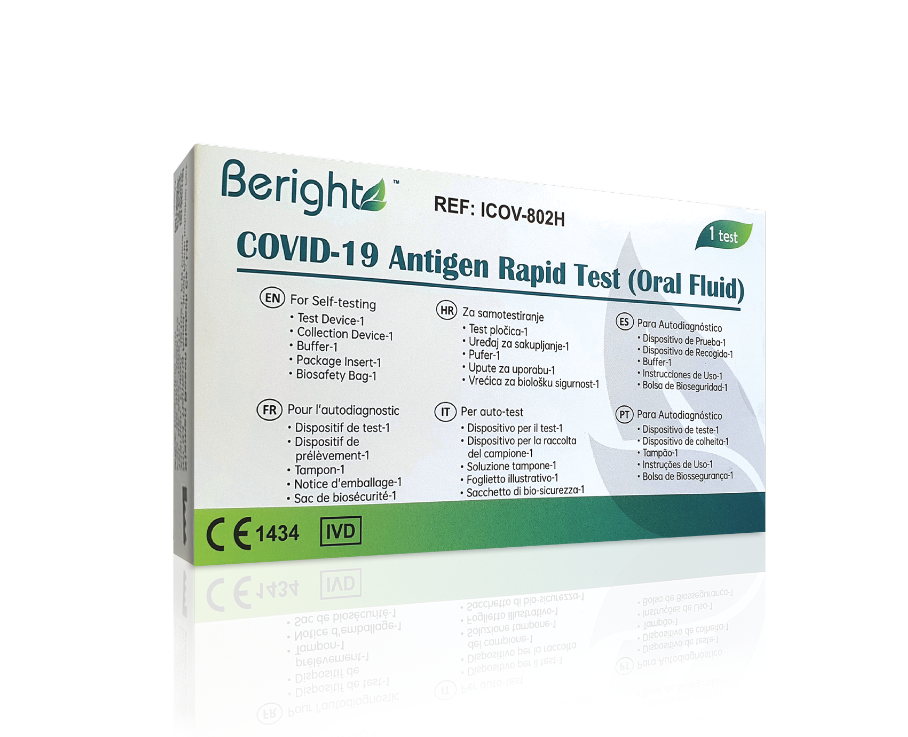 Beright ™
REF: ICOV-802H
1 test
COVID-19 Antigen Rapid Test (Oral Fluid)
EN For Self-testing
• Test Device-1
• Collection Device-1
• Buffer-1
• Package Insert-1
• Biosafety Bag-1
HR Za samotestiranje
• Test pločica-1
• Uređaj za sakupljanje-1
• Pufer-1
• Upute za uporabu-1
• Vrećica za biološku sigurnost-1
ES Para Autodiagnóstico
• Dispositivo de Prueba-1
• Dispositivo de Recogida-1
• Buffer-1
• Instrucciones de Uso-1
• Bolsa de Bioseguridad-1
FR Pour l'autodiagnostic
• Dispositif de test-1
• Dispositif de
prélèvement-1
• Tampon-1
• Notice d'emballage-1
• Sac de biosécurité-1
IT Per auto-test
• Dispositivo per il test-1
• Dispositivo per la raccolta
del campione-1
• Soluzione tampone-1
• Foglietto illustrativo-1
• Sacchetto di bio-sicurezza-1
PT Para Autodiagnóstico
• Dispositivo de teste-1
• Dispositivo de colheita-1
• Tampão-1
• Instruções de Uso-1
• Bolsa de Biossegurança-1
CE 1434 IVD